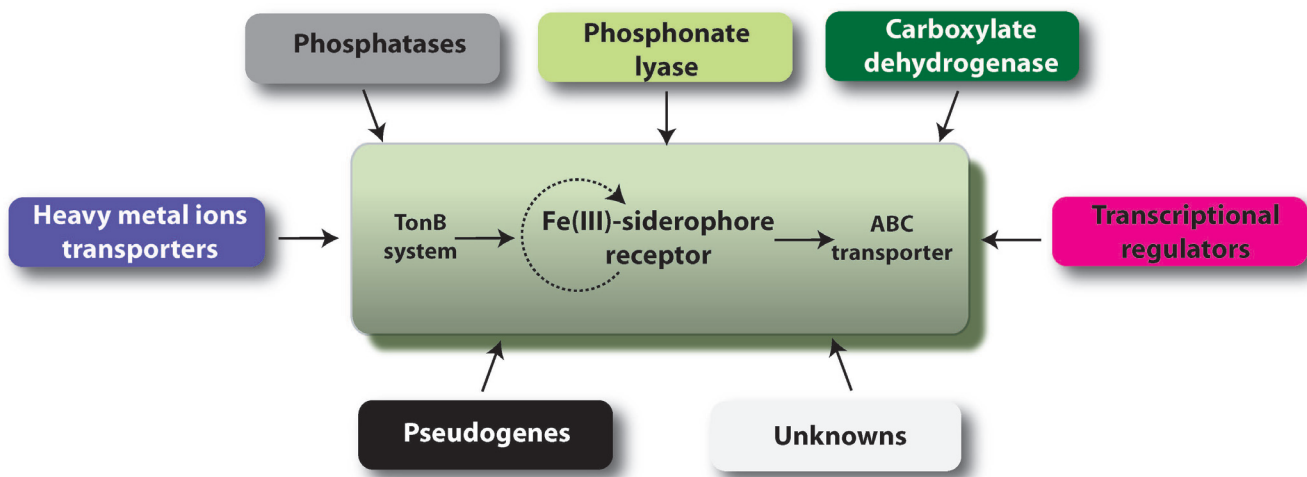 Phosphatases
Phosphonate
lyase
Carboxylate
dehydrogenase
Heavy metal ions
transporters
TonB
system
Fe(III)-siderophore
receptor
ABC
transporter
Transcriptional
regulators
Pseudogenes
Unknowns